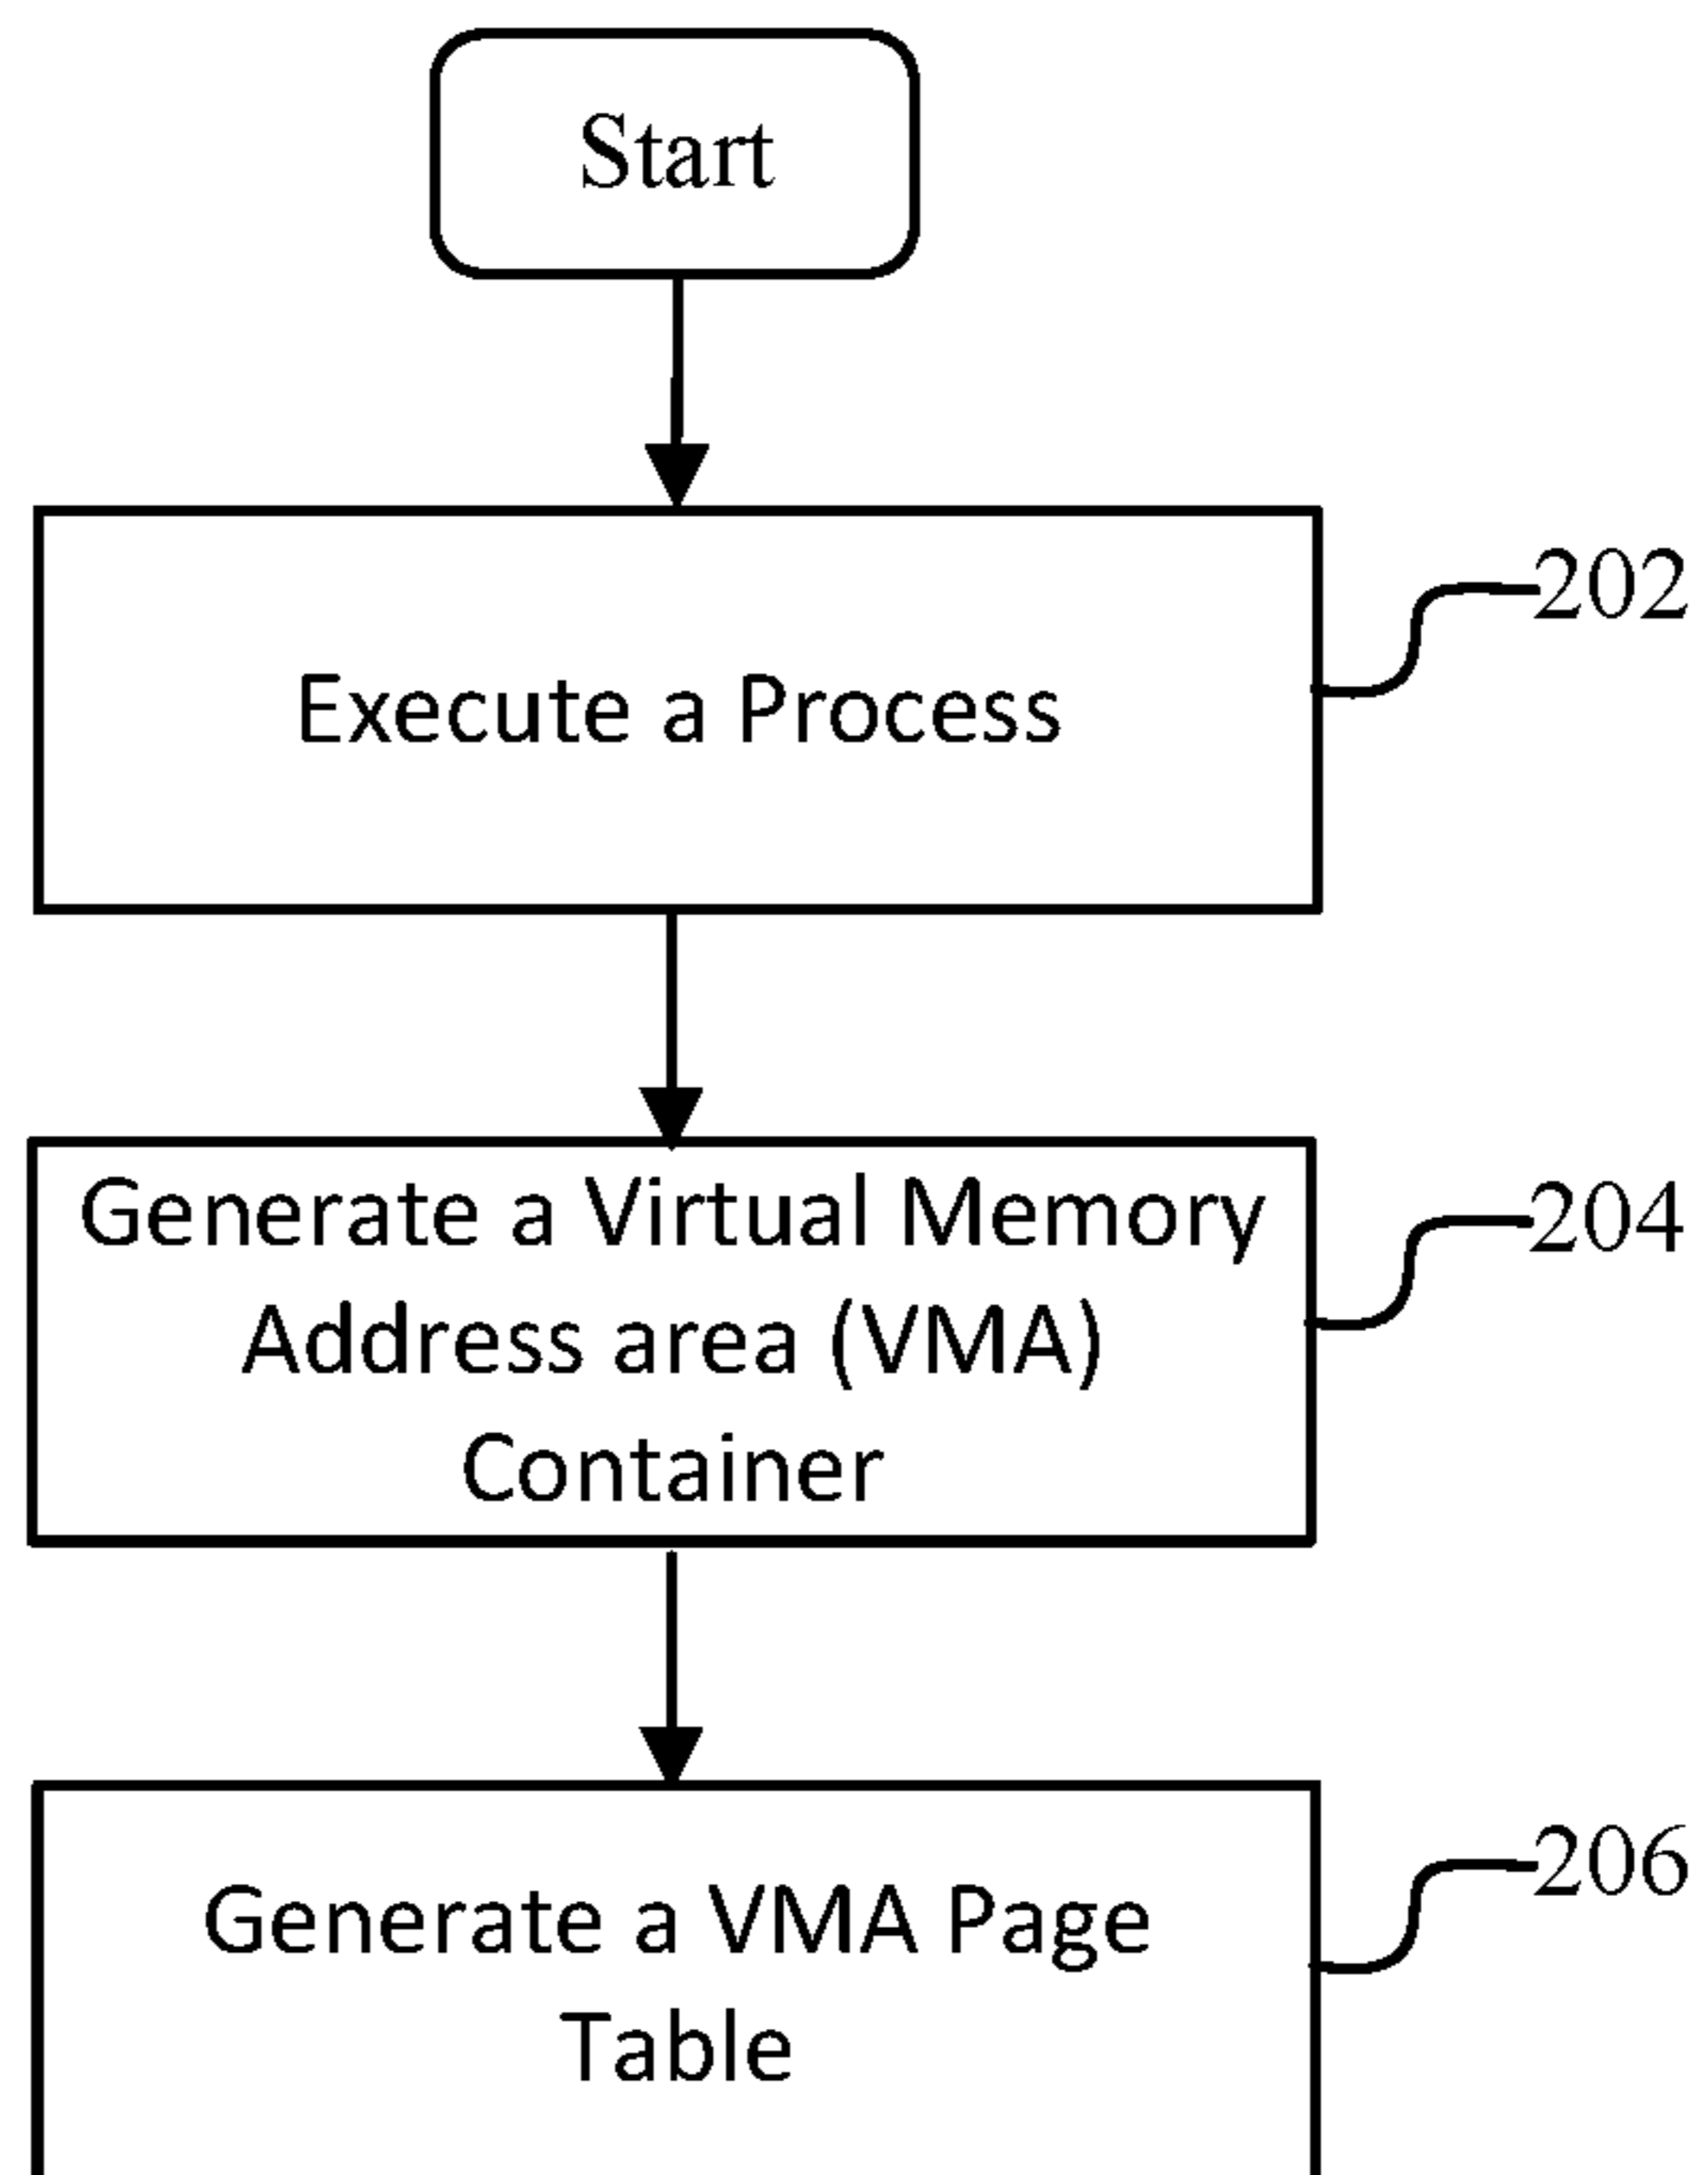 Start
202
Execute a Process
204
Generate a Virtual Memory
Address area (VMA)
Container
206
Generate a VMA Page
Table